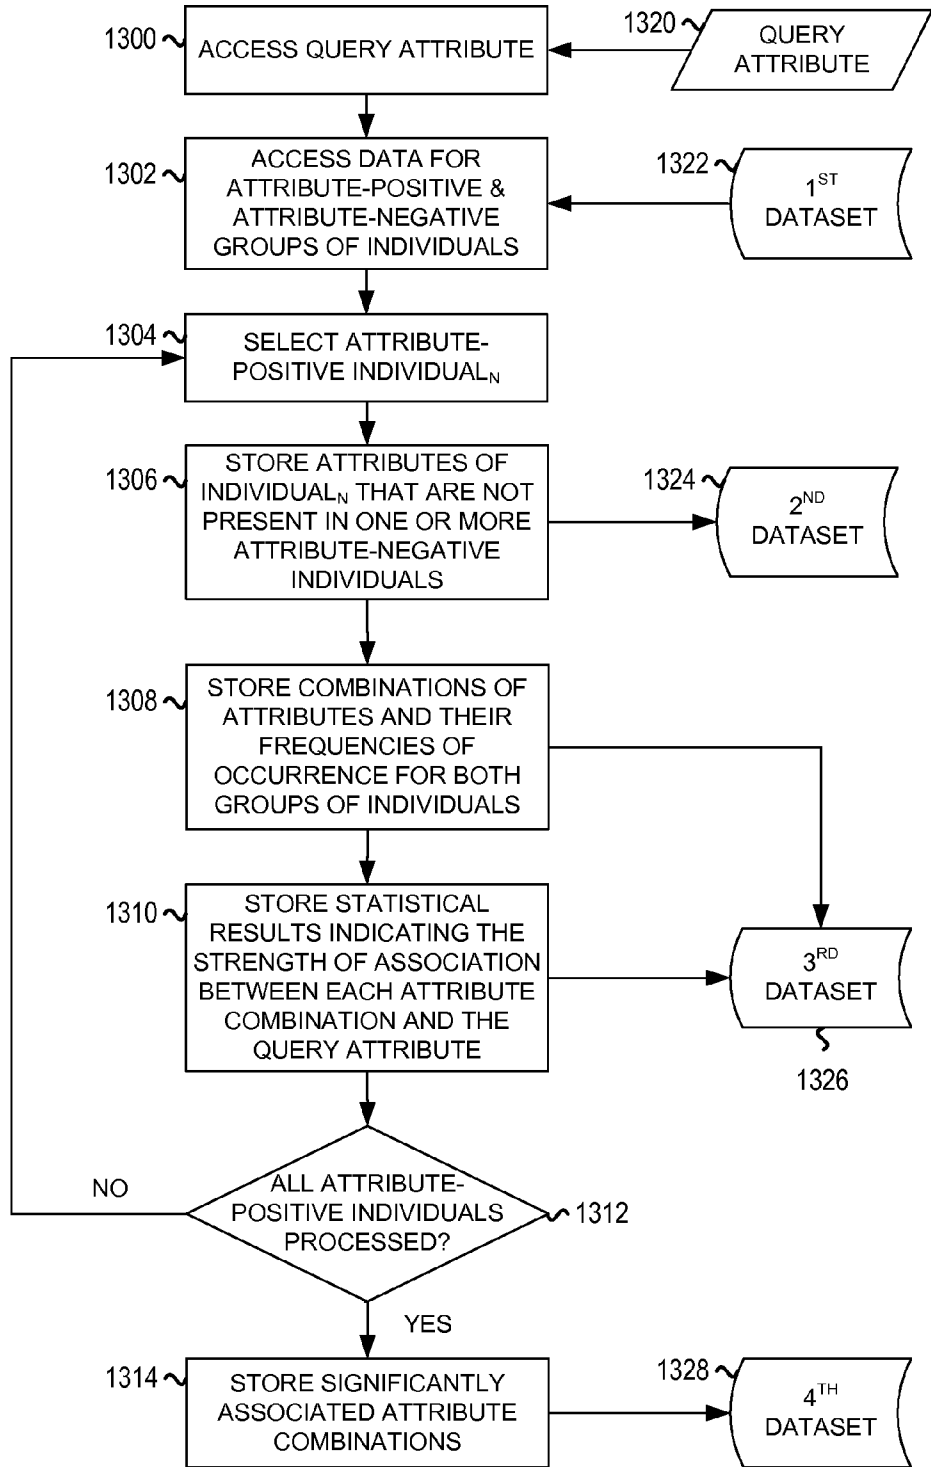 1300
ACCESS QUERY ATTRIBUTE
1320
QUERY
ATTRIBUTE
1302
ACCESS DATA FOR
ATTRIBUTE-POSITIVE &
ATTRIBUTE-NEGATIVE
GROUPS OF INDIVIDUALS
1322
1ST
DATASET
1304
SELECT ATTRIBUTE-
POSITIVE INDIVIDUALN
1306
STORE ATTRIBUTES OF
INDIVIDUALN THAT ARE NOT
PRESENT IN ONE OR MORE
ATTRIBUTE-NEGATIVE
INDIVIDUALS
1324
2ND
DATASET
1308
STORE COMBINATIONS OF
ATTRIBUTES AND THEIR
FREQUENCIES OF
OCCURRENCE FOR BOTH
GROUPS OF INDIVIDUALS
1310
STORE STATISTICAL
RESULTS INDICATING THE
STRENGTH OF ASSOCIATION
BETWEEN EACH ATTRIBUTE
COMBINATION AND THE
QUERY ATTRIBUTE
3RD
DATASET
1326
NO
ALL ATTRIBUTE-
POSITIVE INDIVIDUALS
PROCESSED?
1312
YES
1314
STORE SIGNIFICANTLY
ASSOCIATED ATTRIBUTE
COMBINATIONS
1328
4TH
DATASET